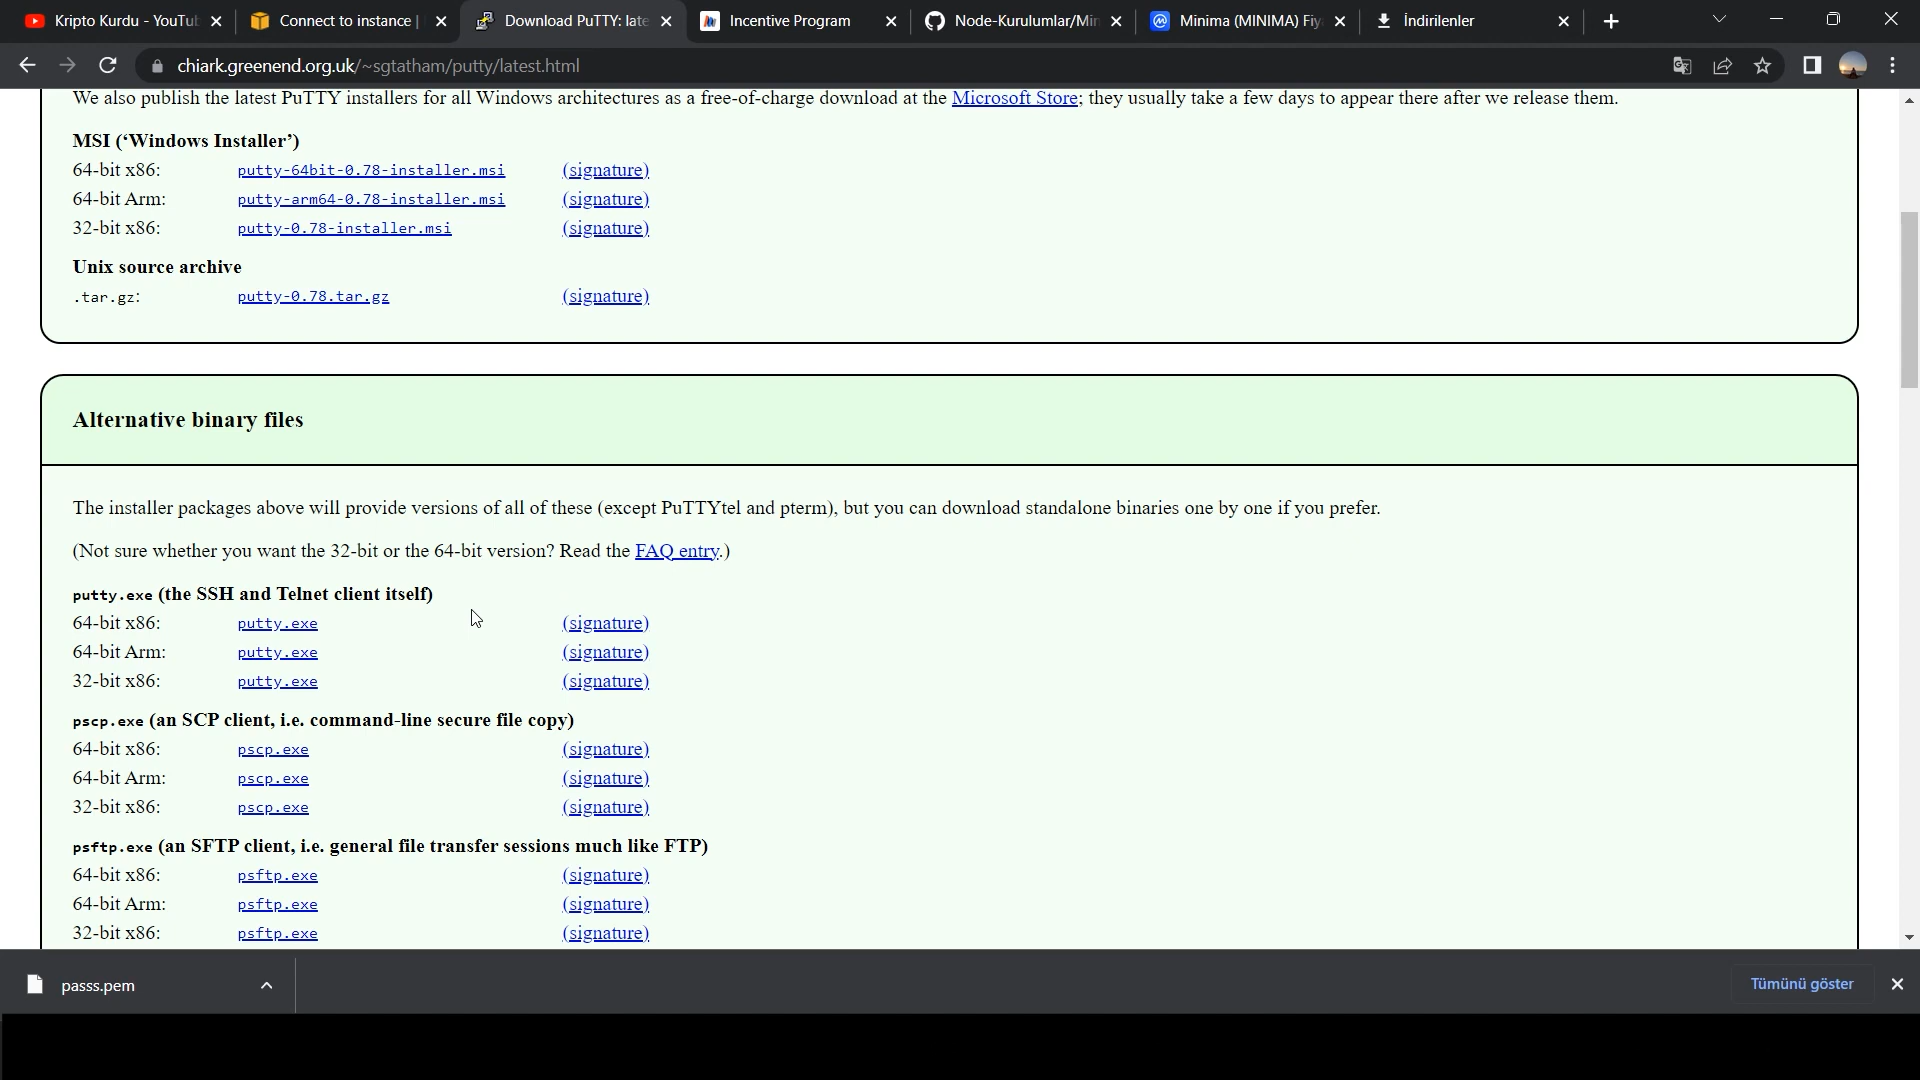 Kripto Kurdu - YouTu
Connect to instance |
Download PuTTY: late
Incentive Program
Node-Kurulumlar/Min
Minima (MINIMA) Fiy
İndirilenler
chiark.greenend.org.uk/~sgtatham/putty/latest.html
We also publish the latest PuTTY installers for all Windows architectures as a free-of-charge download at the Microsoft Store; they usually take a few days to appear there after we release them.
MSI (‘Windows Installer’)
64-bit x86: putty-64bit-0.78-installer.msi (signature)
64-bit Arm: putty-arm64-0.78-installer.msi (signature)
32-bit x86: putty-0.78-installer.msi (signature)
Unix source archive
.tar.gz: putty-0.78.tar.gz (signature)
Alternative binary files
The installer packages above will provide versions of all of these (except PuTTYtel and pterm), but you can download standalone binaries one by one if you prefer.
(Not sure whether you want the 32-bit or the 64-bit version? Read the FAQ entry.)
putty.exe (the SSH and Telnet client itself)
64-bit x86: putty.exe (signature)
64-bit Arm: putty.exe (signature)
32-bit x86: putty.exe (signature)
pscp.exe (an SCP client, i.e. command-line secure file copy)
64-bit x86: pscp.exe (signature)
64-bit Arm: pscp.exe (signature)
32-bit x86: pscp.exe (signature)
psftp.exe (an SFTP client, i.e. general file transfer sessions much like FTP)
64-bit x86: psftp.exe (signature)
64-bit Arm: psftp.exe (signature)
32-bit x86: psftp.exe (signature)
passs.pem
Tümünü göster